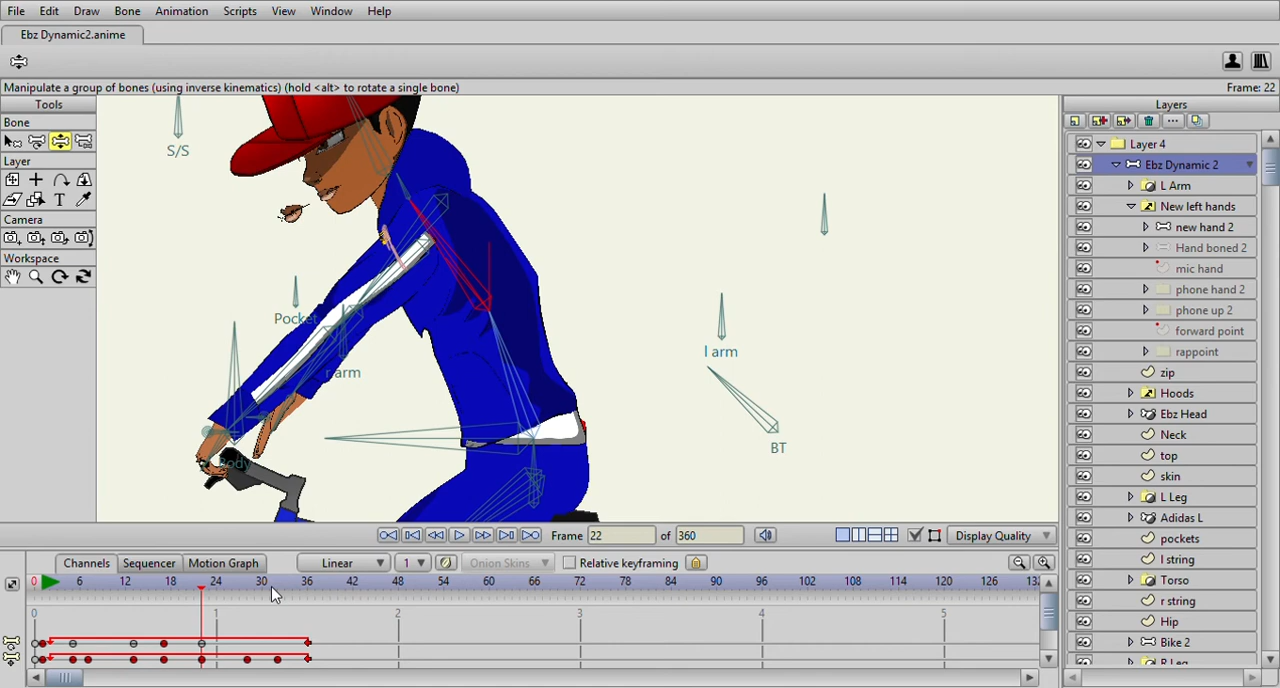 File Edit Draw Bone Animation Scripts View Window Help
Ebz Dynamic2.anime
Manipulate a group of bones (using inverse kinematics) (hold <alt> to rotate a single bone) Frame: 22
Tools
Bone
Layer
T
Camera
Workspace
S/S
Pocket
r arm
Body
l arm
BT
Layers
Layer 4
Ebz Dynamic 2
L Arm
New left hands
new hand 2
Hand boned 2
mic hand
phone hand 2
phone up 2
forward point
rappoint
zip
Hoods
Ebz Head
Neck
top
skin
L Leg
Adidas L
pockets
l string
Torso
r string
Hip
Bike 2
R Leg
Frame 22 of 360 Display Quality
Channels Sequencer Motion Graph Linear 1 Onion Skins Relative keyframing
0 6 12 18 24 30 36 42 48 54 60 66 72 78 84 90 96 102 108 114 120 126 132
0 1 2 3 4 5